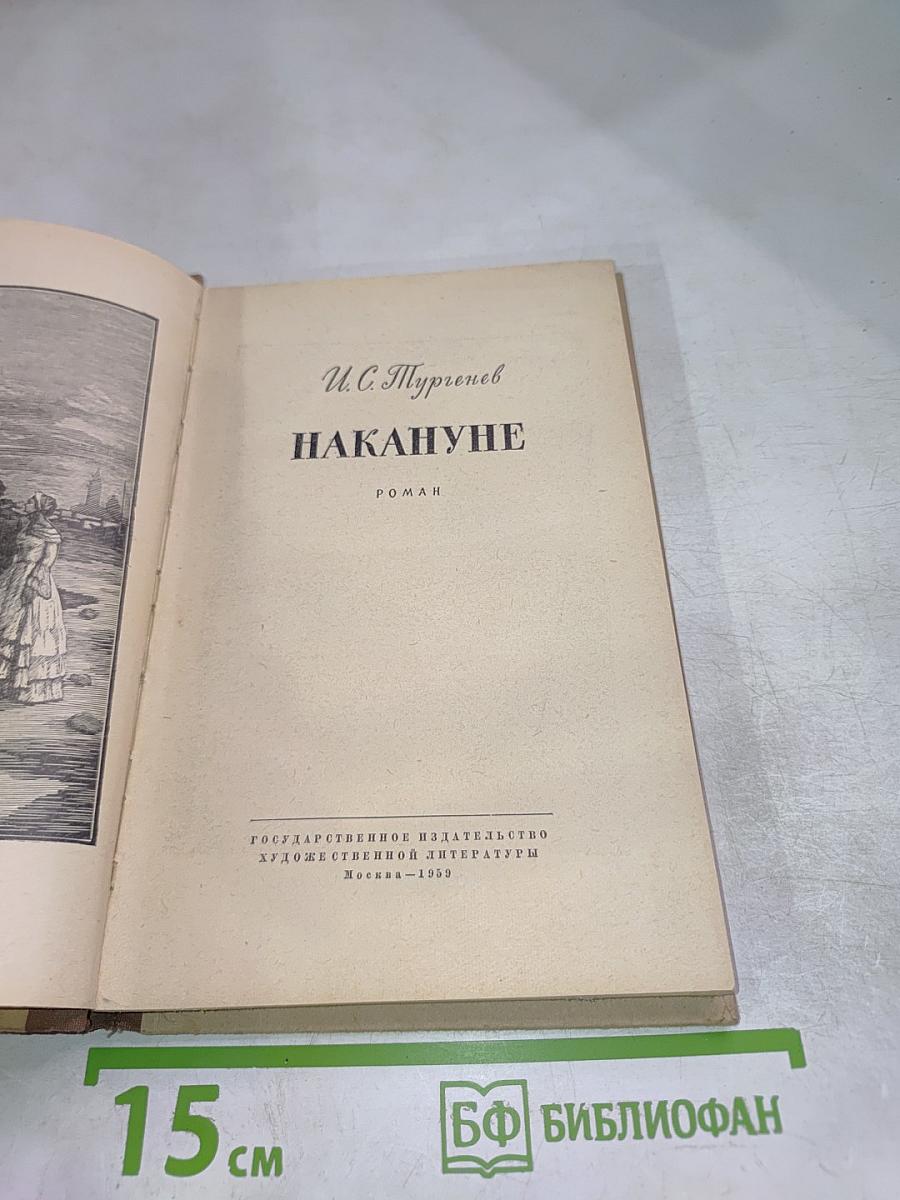 И. С. Тургенев
НАКАНУНЕ
РОМАН
ГОСУДАРСТВЕННОЕ ИЗДАТЕЛЬСТВО
ХУДОЖЕСТВЕННОЙ ЛИТЕРАТУРЫ
Москва — 1959
15 см
БФ БИБЛИОФАН